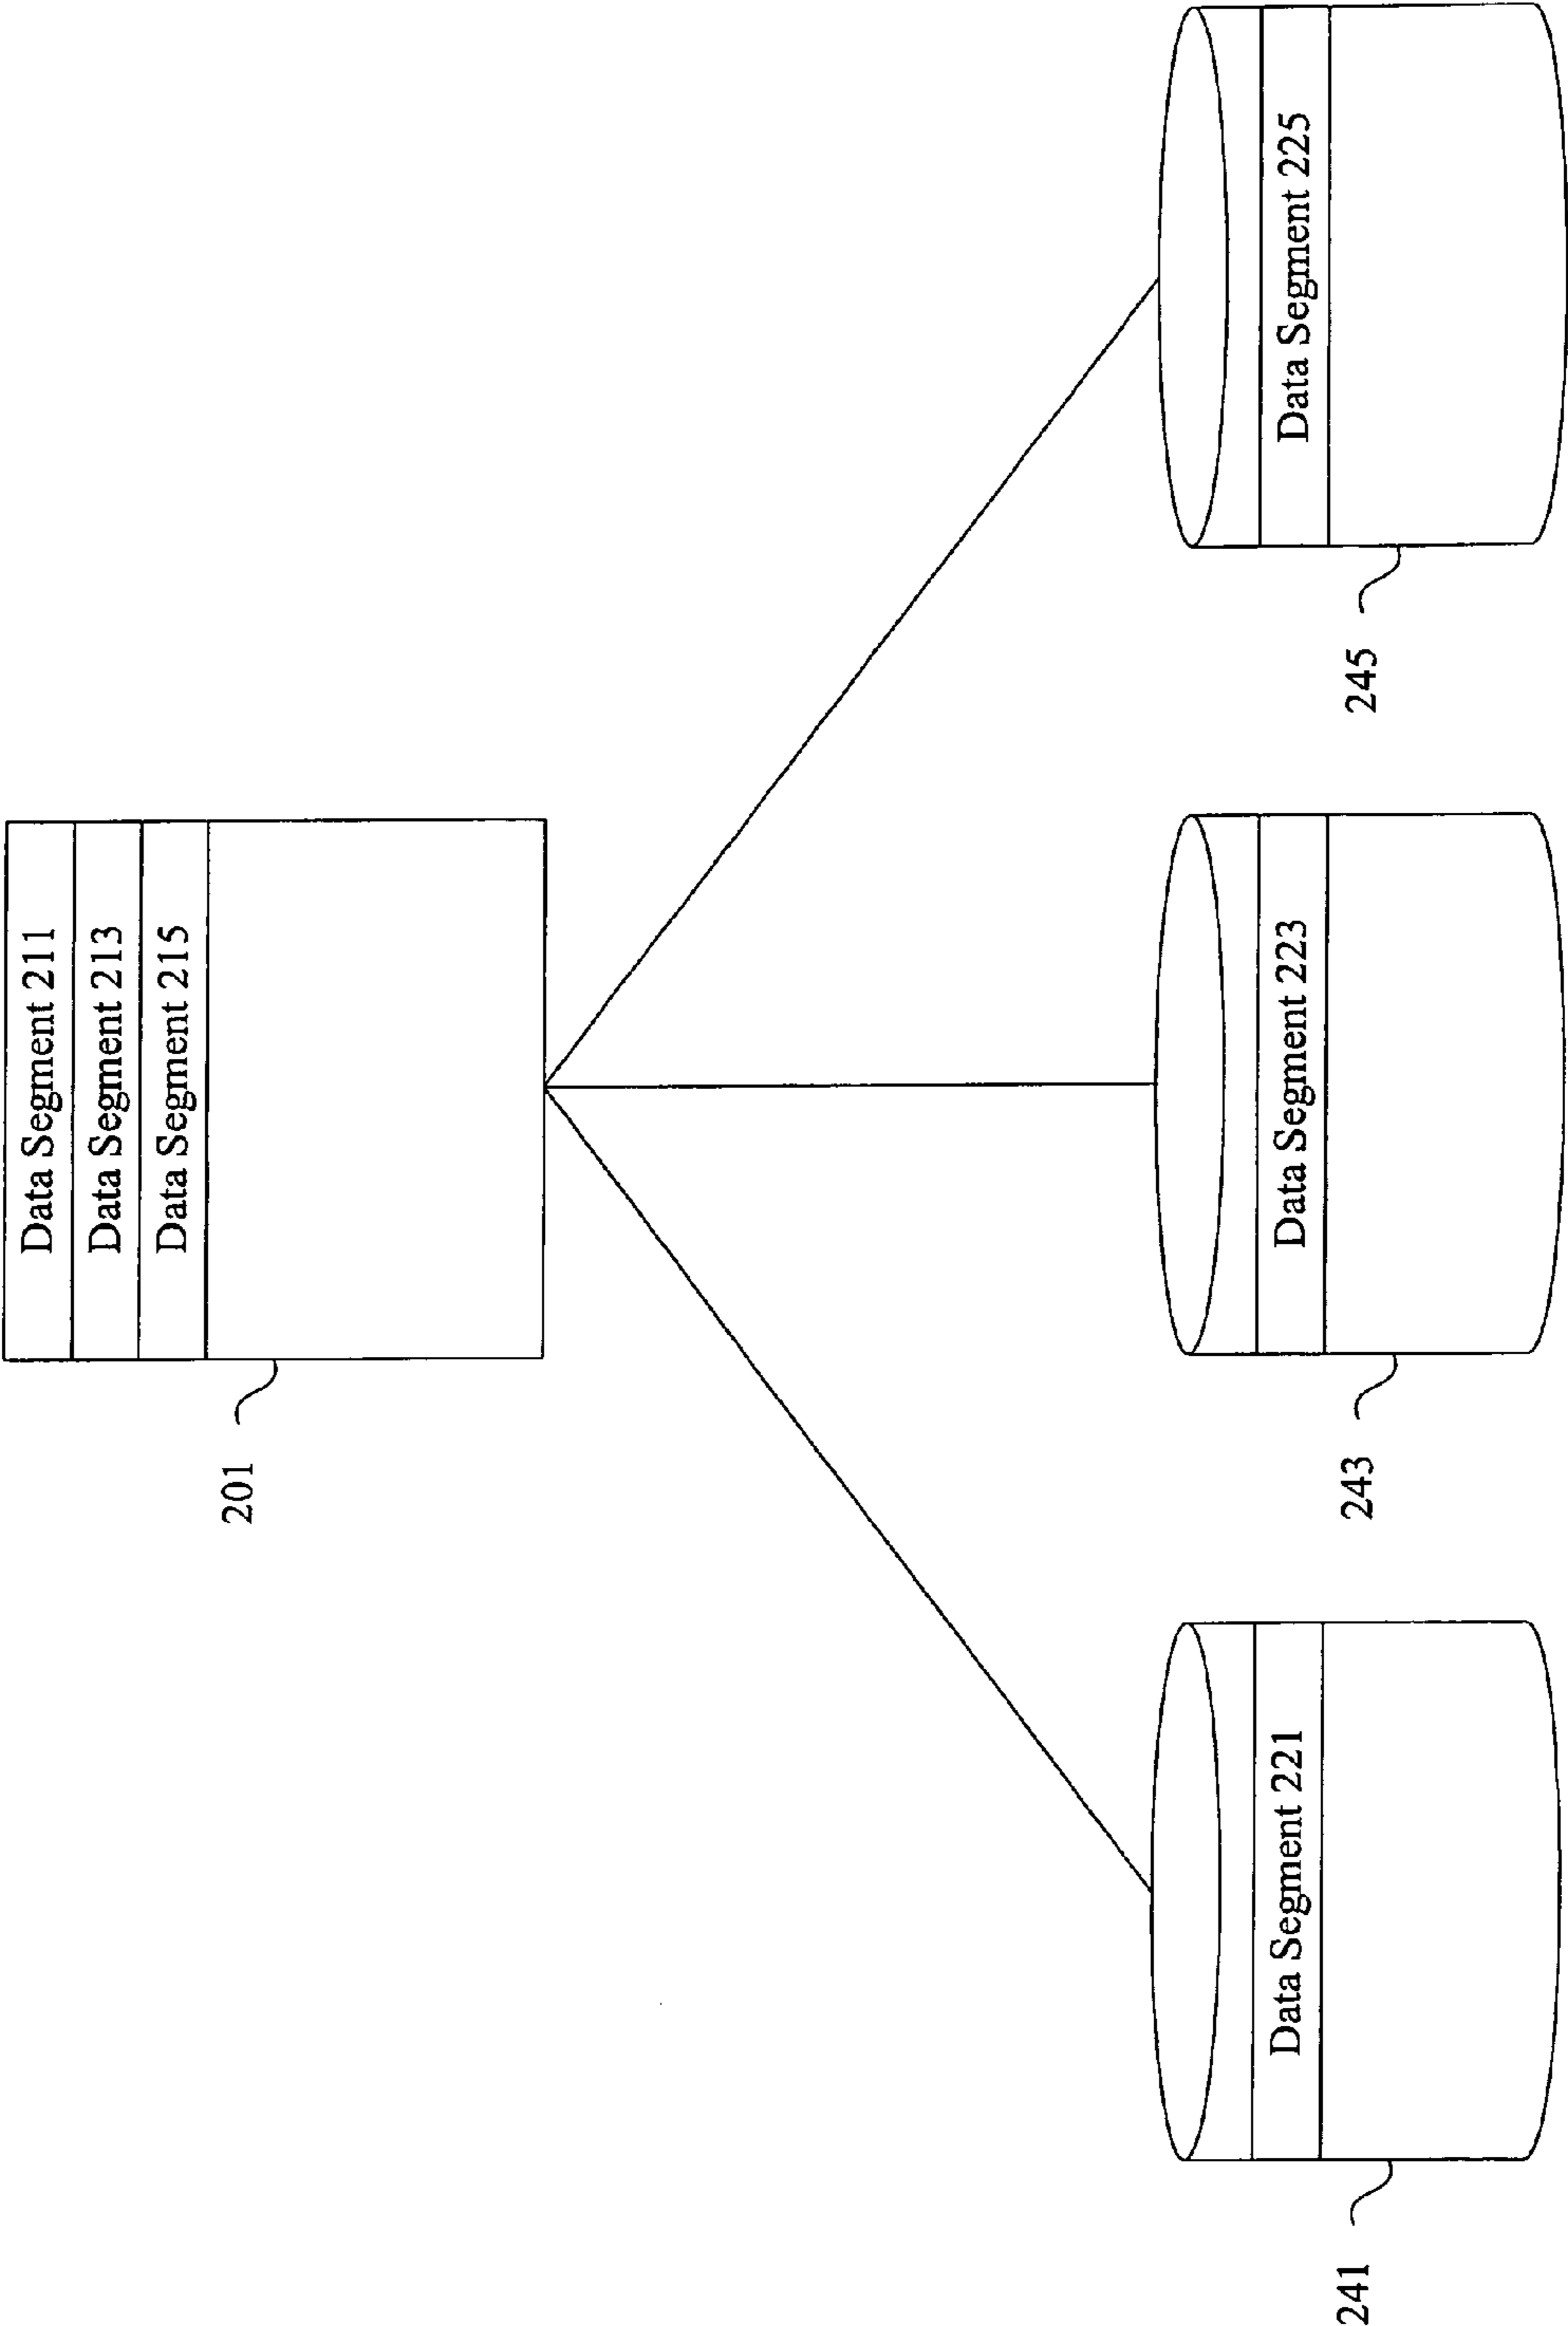 Data Segment 211
Data Segment 213
Data Segment 215
201
Data Segment 221
Data Segment 223
Data Segment 225
241
243
245